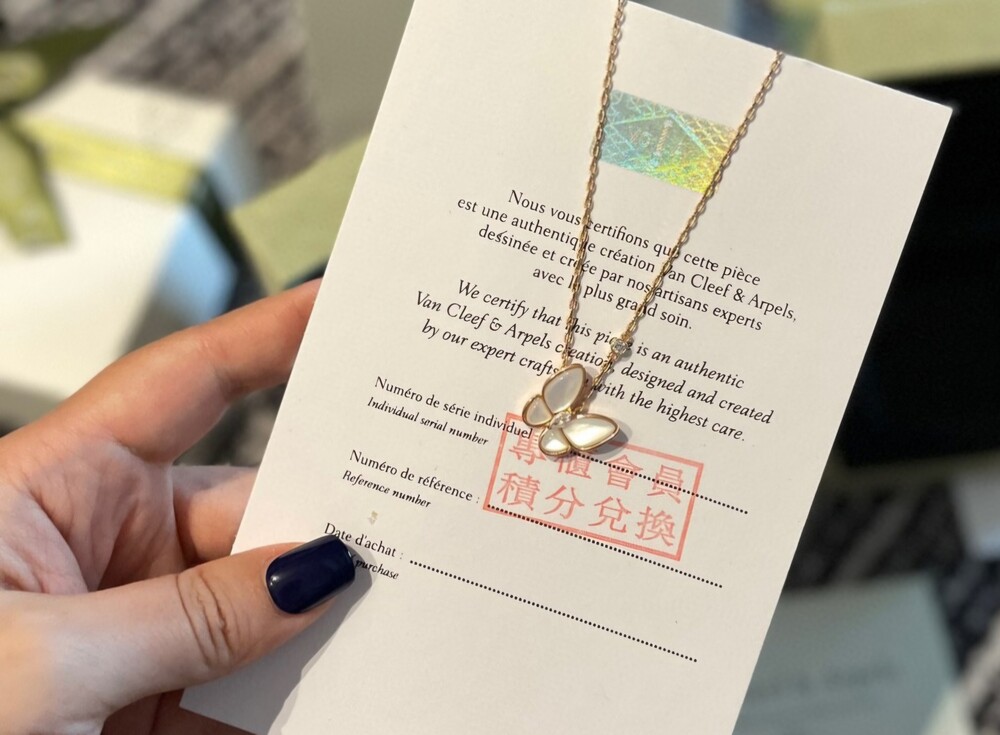 Nous vous certifions que cette pièce
est une authentique création Van Cleef & Arpels,
dessinée et créée par nos artisans experts
avec le plus grand soin.
We certify that this piece is an authentic
Van Cleef & Arpels creation, designed and created
by our expert crafts with the highest care.
Numéro de série individuel
Individual serial number
專櫃會員
積分兌換
Numéro de référence :
Reference number
Date d'achat :
purchase